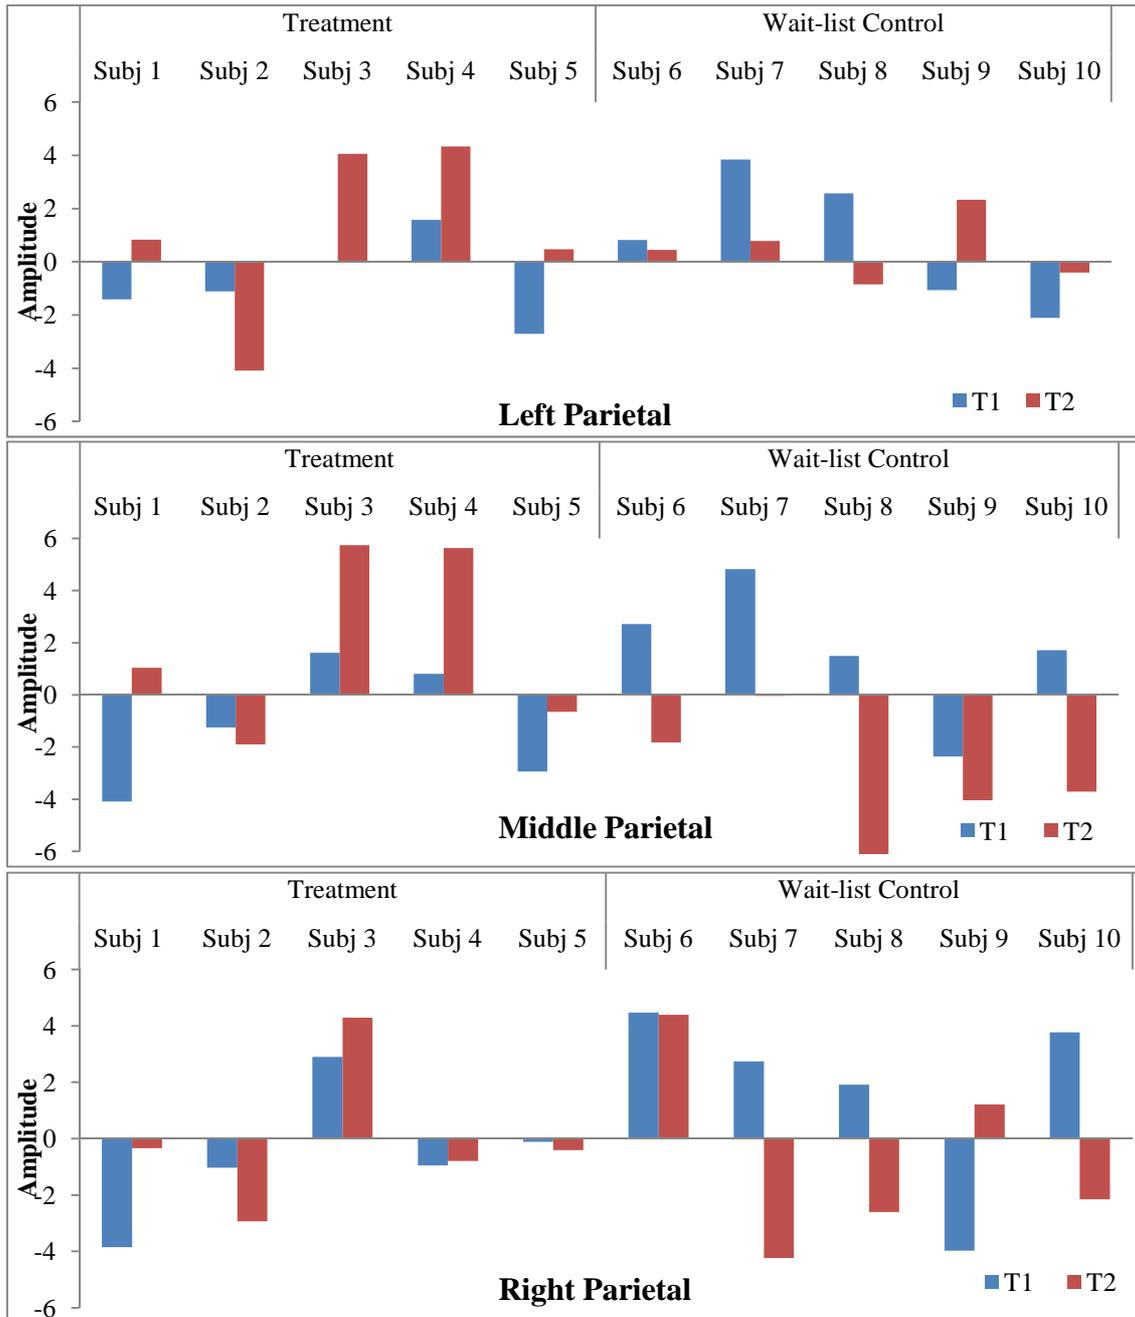 Treatment Wait-list Control
Subj 1 Subj 2 Subj 3 Subj 4 Subj 5 Subj 6 Subj 7 Subj 8 Subj 9 Subj 10
6
4
2
0
-2
-4
-6
Amplitude
Left Parietal
T1 T2
Treatment Wait-list Control
Subj 1 Subj 2 Subj 3 Subj 4 Subj 5 Subj 6 Subj 7 Subj 8 Subj 9 Subj 10
6
4
2
0
-2
-4
-6
Amplitude
Middle Parietal
T1 T2
Treatment Wait-list Control
Subj 1 Subj 2 Subj 3 Subj 4 Subj 5 Subj 6 Subj 7 Subj 8 Subj 9 Subj 10
6
4
2
0
-2
-4
-6
Amplitude
Right Parietal
T1 T2